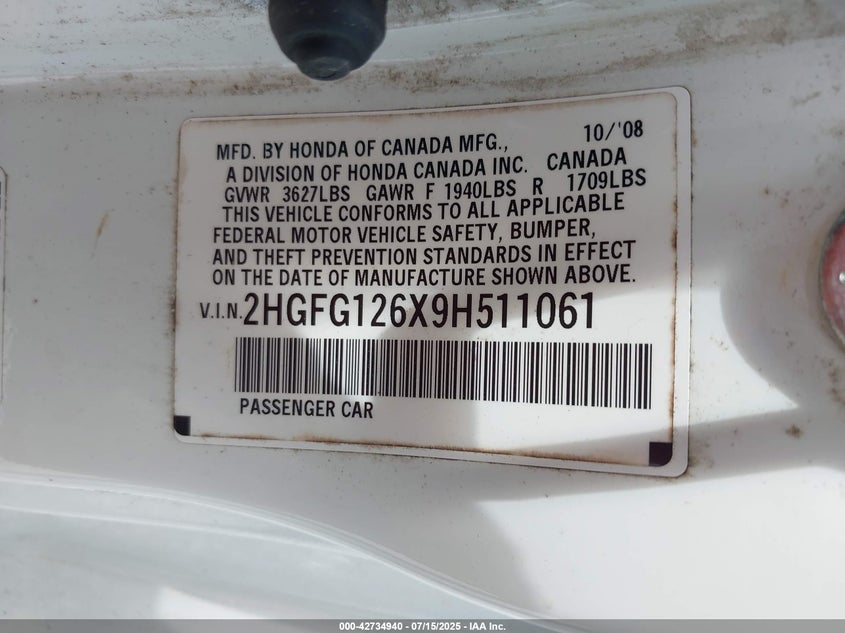 MFD. BY HONDA OF CANADA MFG., 10/'08
A DIVISION OF HONDA CANADA INC. CANADA
GVWR 3627LBS GAWR F 1940LBS R 1709LBS
THIS VEHICLE CONFORMS TO ALL APPLICABLE
FEDERAL MOTOR VEHICLE SAFETY, BUMPER,
AND THEFT PREVENTION STANDARDS IN EFFECT
ON THE DATE OF MANUFACTURE SHOWN ABOVE.
V.I.N. 2HGFG126X9H511061
PASSENGER CAR
000-42734940 - 07/15/2025 - IAA Inc.